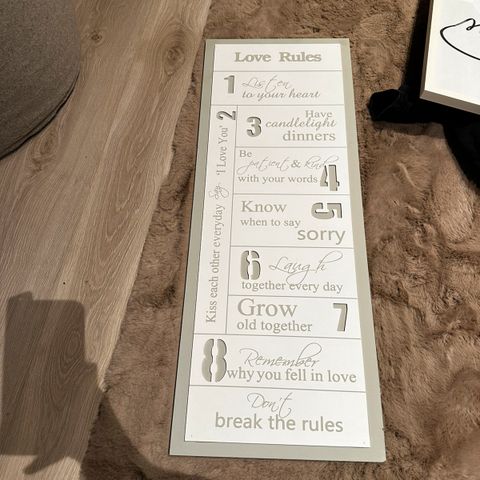 Love Rules
1 Listen
to your heart
2
Kiss each other everyday Say, 'I Love You'
3 Have
candlelight
dinners
Be
patient & kind
with your words 4
Know 5
when to say
sorry
6 Laugh
together every day
Grow 7
old together
8 Remember
why you fell in love
Don't
break the rules